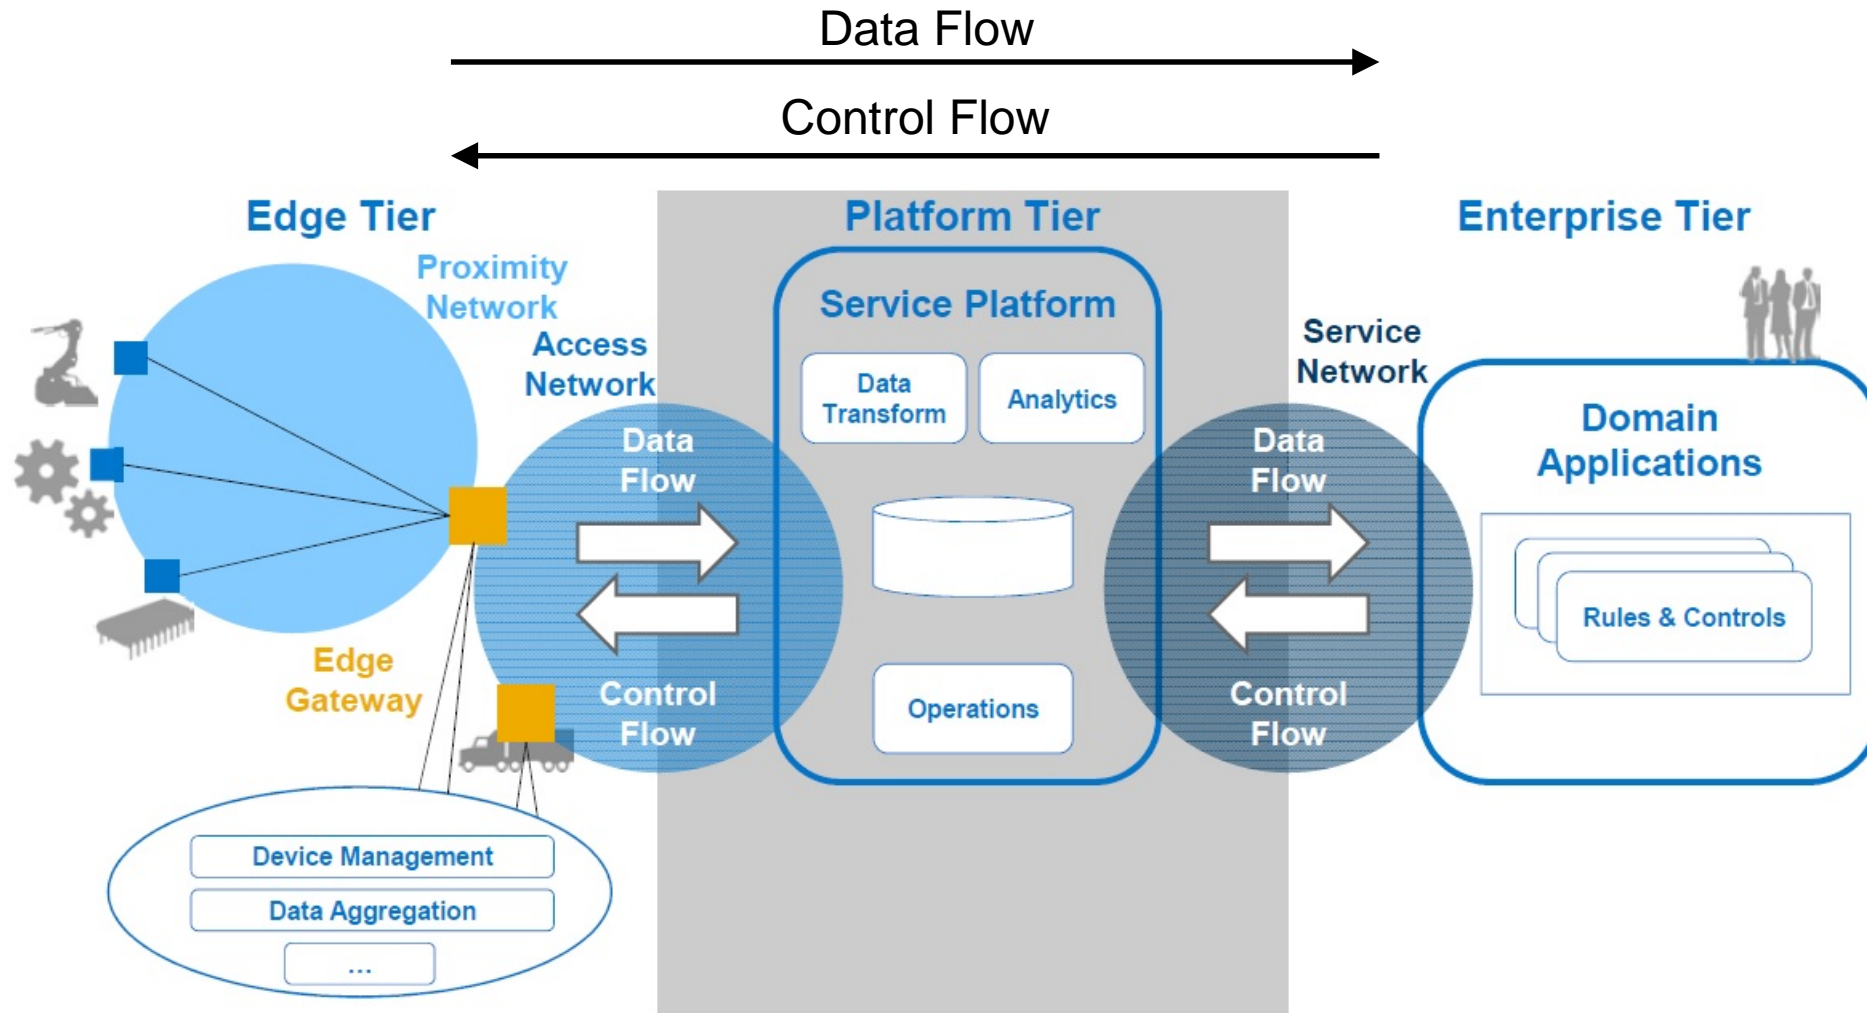 Data Flow
Control Flow
Edge Tier
Platform Tier
Enterprise Tier
Proximity
Network
Access
Network
Service Platform
Service
Network
Data
Transform
Analytics
Domain
Applications
Data
Flow
Data
Flow
Rules & Controls
Edge
Gateway
Control
Flow
Operations
Control
Flow
Device Management
Data Aggregation
...